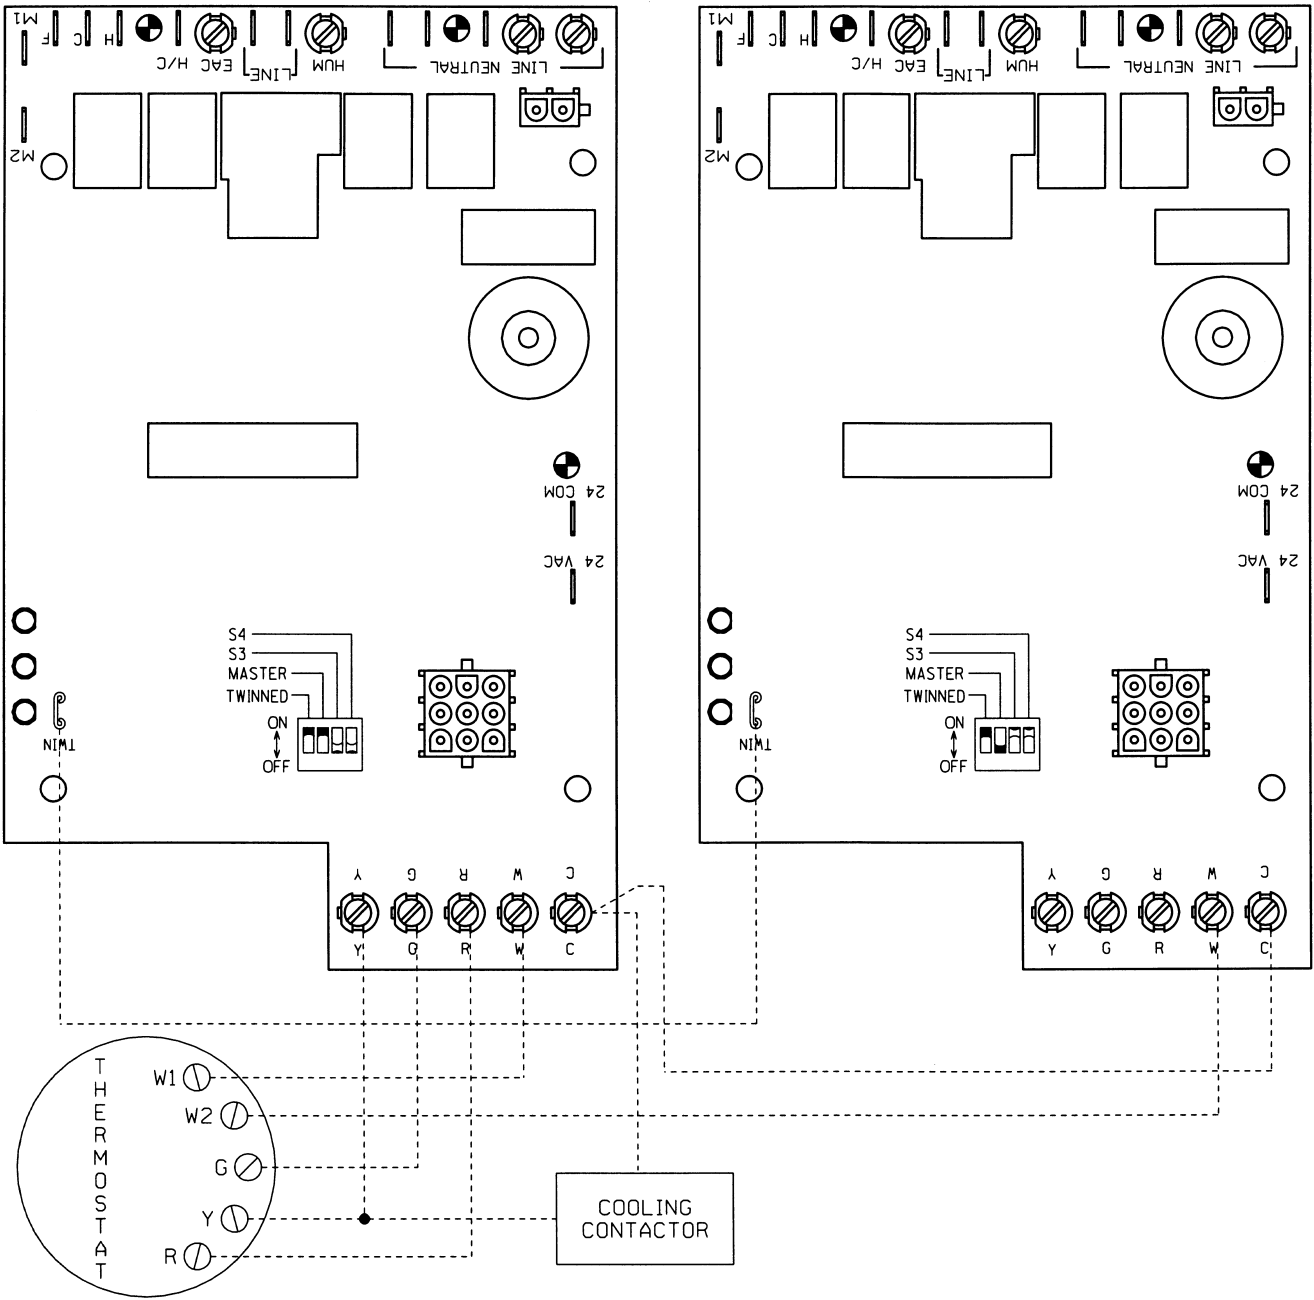 M1 F C H H/C EAC LINE HUM LINE NEUTRAL
M2
24 COM
24 VAC
S4
S3
MASTER
TWINNED
ON
OFF
TWIN
Y G R W C
Y G R W C
M1 F C H H/C EAC LINE HUM LINE NEUTRAL
M2
24 COM
24 VAC
S4
S3
MASTER
TWINNED
ON
OFF
TWIN
Y G R W C
Y G R W C
THERMOSTAT
W1
W2
G
Y
R
COOLING
CONTACTOR